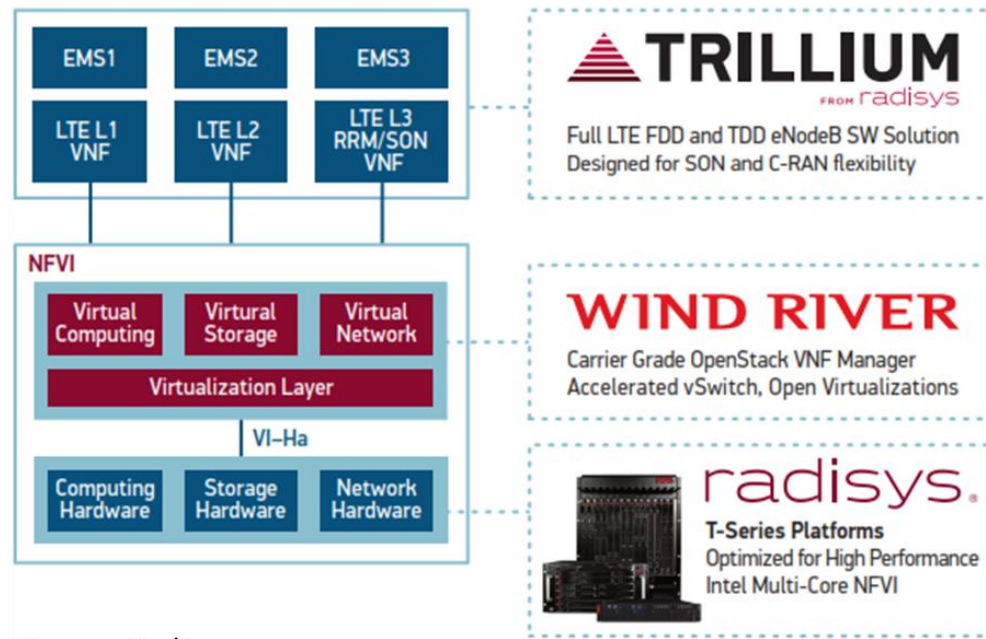 EMS1
EMS2
EMS3
LTE L1
VNF
LTE L2
VNF
LTE L3
RRM/SON
VNF
TRILLIUM
FROM radisys
Full LTE FDD and TDD eNodeB SW Solution
Designed for SON and C-RAN flexibility
NFVI
Virtual
Computing
Virtural
Storage
Virtual
Network
Virtualization Layer
WIND RIVER
Carrier Grade OpenStack VNF Manager
Accelerated vSwitch, Open Virtualizations
VI–Ha
Computing
Hardware
Storage
Hardware
Network
Hardware
radisys.®
T-Series Platforms
Optimized for High Performance
Intel Multi-Core NFVI